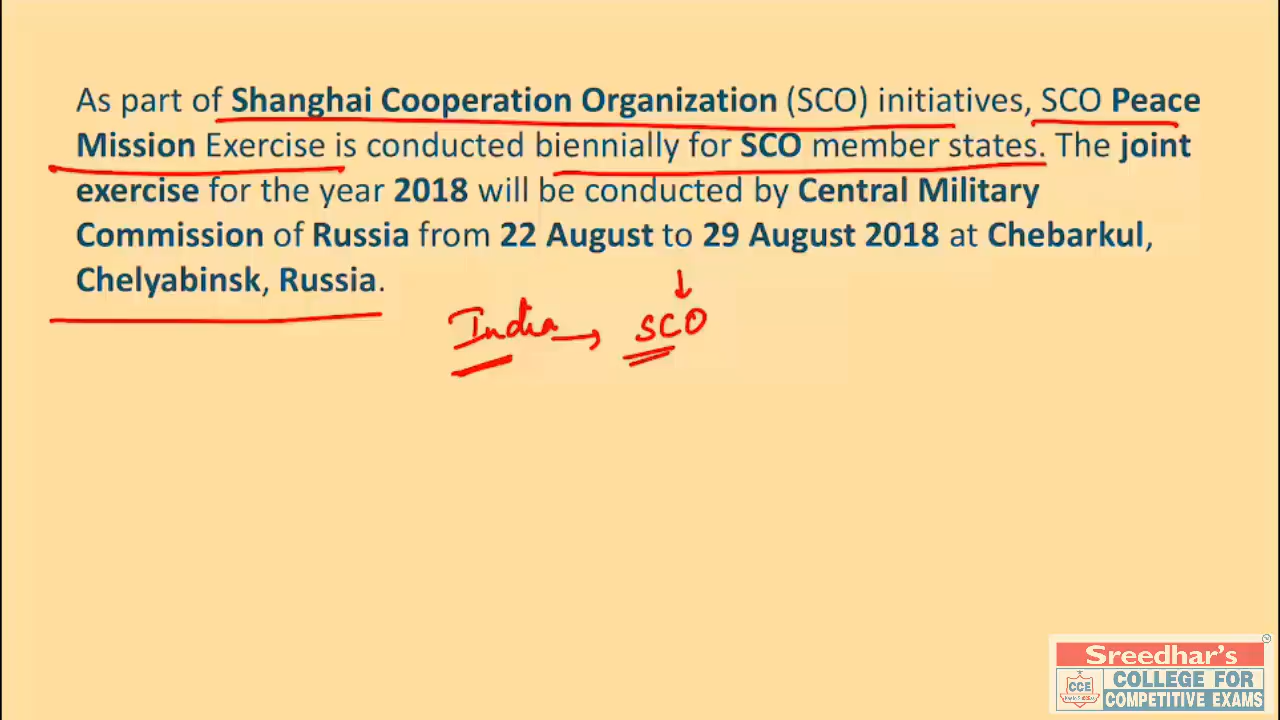 As part of Shanghai Cooperation Organization (SCO) initiatives, SCO Peace
Mission Exercise is conducted biennially for SCO member states. The joint
exercise for the year 2018 will be conducted by Central Military
Commission of Russia from 22 August to 29 August 2018 at Chebarkul,
Chelyabinsk, Russia.
India → SCO
Sreedhar's
CCE
COLLEGE FOR
COMPETITIVE EXAMS